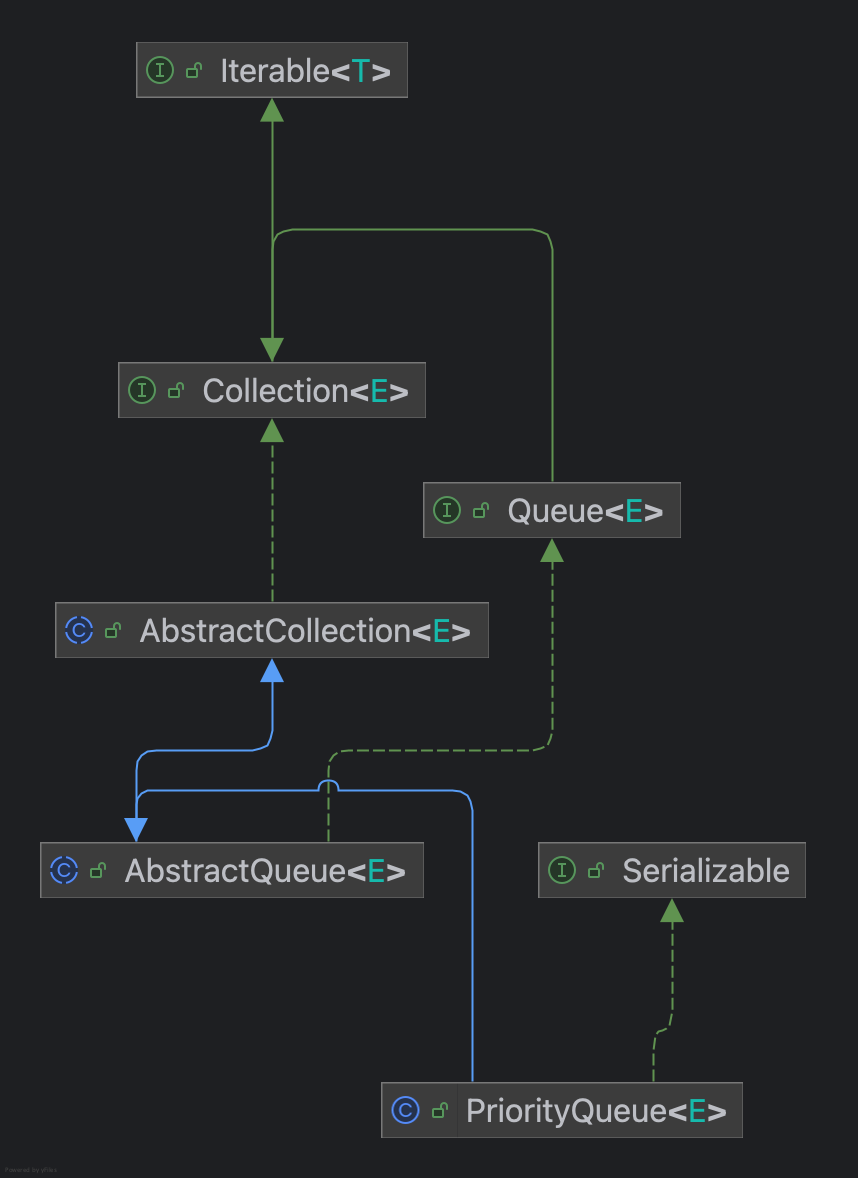 Iterable<T>
Collection<E>
Queue<E>
AbstractCollection<E>
AbstractQueue<E>
Serializable
PriorityQueue<E>
Powered by yFiles